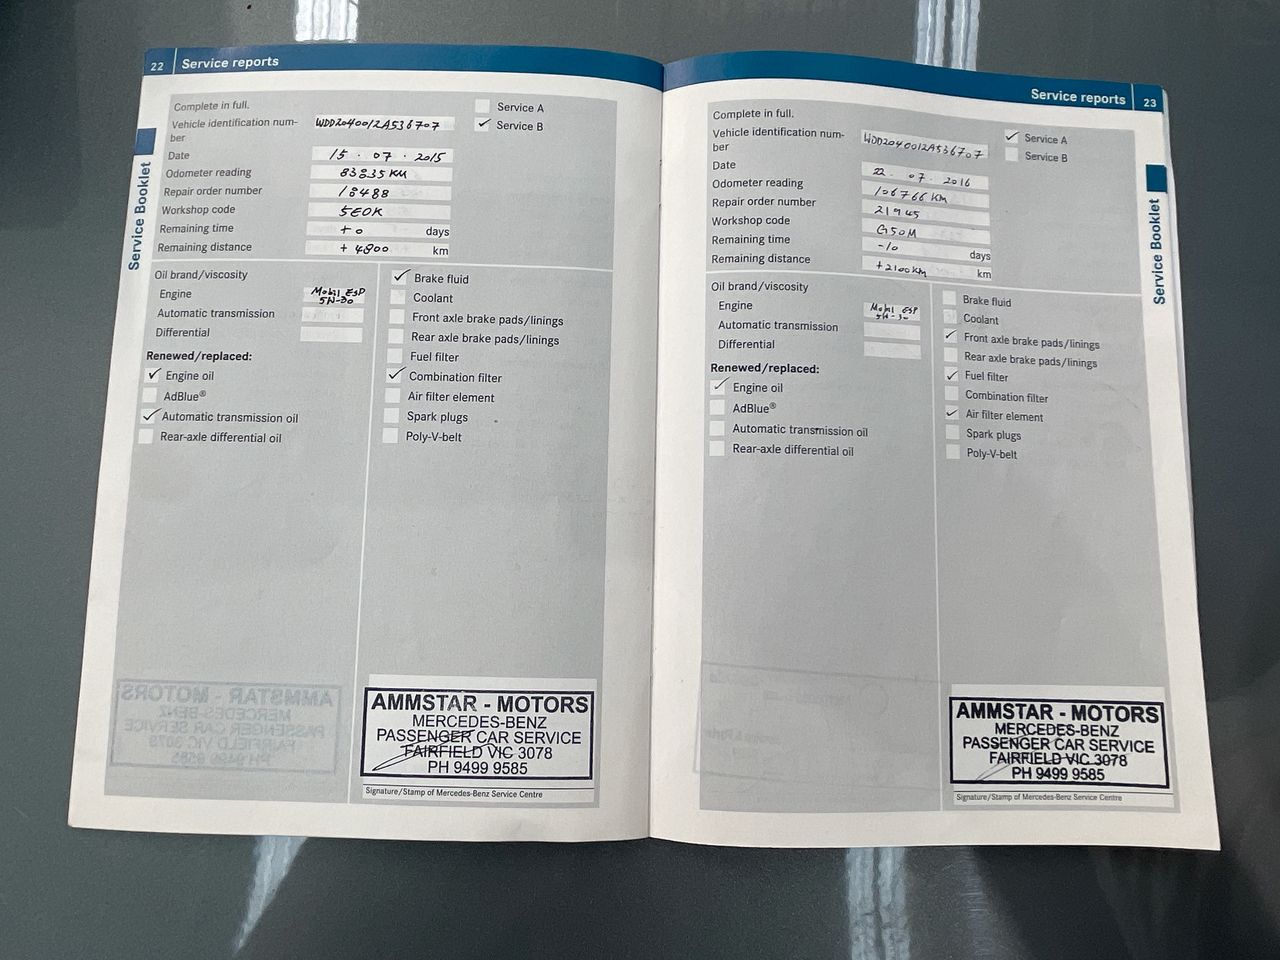 22 Service reports
Complete in full.
Service A
Vehicle identification num-
ber
WDD2040012A536707
Service B
Date
15 . 07 . 2015
Odometer reading
83835 KM
Repair order number
18488
Workshop code
5E0K
Remaining time
+0 days
Remaining distance
+ 4800 km
Service Booklet
Oil brand/viscosity
Engine
Mobil ESP
5W-30
Automatic transmission
Differential
Renewed/replaced:
Engine oil
AdBlue®
Automatic transmission oil
Rear-axle differential oil
Brake fluid
Coolant
Front axle brake pads/linings
Rear axle brake pads/linings
Fuel filter
Combination filter
Air filter element
Spark plugs
Poly-V-belt
AMMSTAR - MOTORS
MERCEDES-BENZ
PASSENGER CAR SERVICE
FAIRFIELD VIC 3078
PH 9499 9585
Signature/Stamp of Mercedes-Benz Service Centre
Service reports 23
Complete in full.
Vehicle identification num-
ber
WDD2040012A536707
Service A
Service B
Date
22 . 07 . 2016
Odometer reading
106766 KM
Repair order number
21945
Workshop code
G50M
Remaining time
-10 days
Remaining distance
+2100KM km
Service Booklet
Oil brand/viscosity
Engine
Mobil ESP
5W-30
Automatic transmission
Differential
Renewed/replaced:
Engine oil
AdBlue®
Automatic transmission oil
Rear-axle differential oil
Brake fluid
Coolant
Front axle brake pads/linings
Rear axle brake pads/linings
Fuel filter
Combination filter
Air filter element
Spark plugs
Poly-V-belt
AMMSTAR - MOTORS
MERCEDES-BENZ
PASSENGER CAR SERVICE
FAIRFIELD VIC 3078
PH 9499 9585
Signature/Stamp of Mercedes-Benz Service Centre